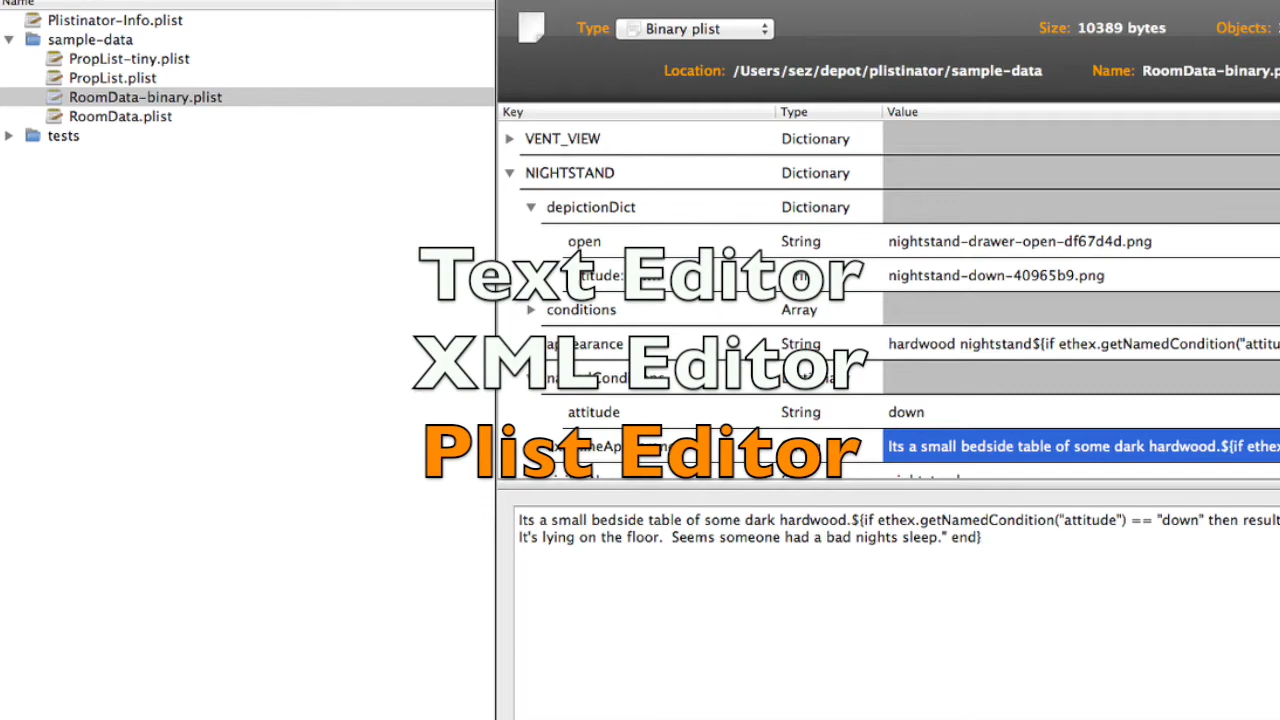 Name
Plistinator-Info.plist
sample-data
PropList-tiny.plist
PropList.plist
RoomData-binary.plist
RoomData.plist
tests
Type Binary plist Size: 10389 bytes Objects:
Location: /Users/sez/depot/plistinator/sample-data Name: RoomData-binary.p
Key Type Value
VENT_VIEW Dictionary
NIGHTSTAND Dictionary
depictionDict Dictionary
open String nightstand-drawer-open-df67d4d.png
nightstand-down-40965b9.png
conditions Array
appearance String hardwood nightstand${if ethex.getNamedCondition("attitu
attitude String down
Its a small bedside table of some dark hardwood.${if ethex
Text Editor
XML Editor
Plist Editor
Its a small bedside table of some dark hardwood.${if ethex.getNamedCondition("attitude") == "down" then result
It's lying on the floor. Seems someone had a bad nights sleep." end}